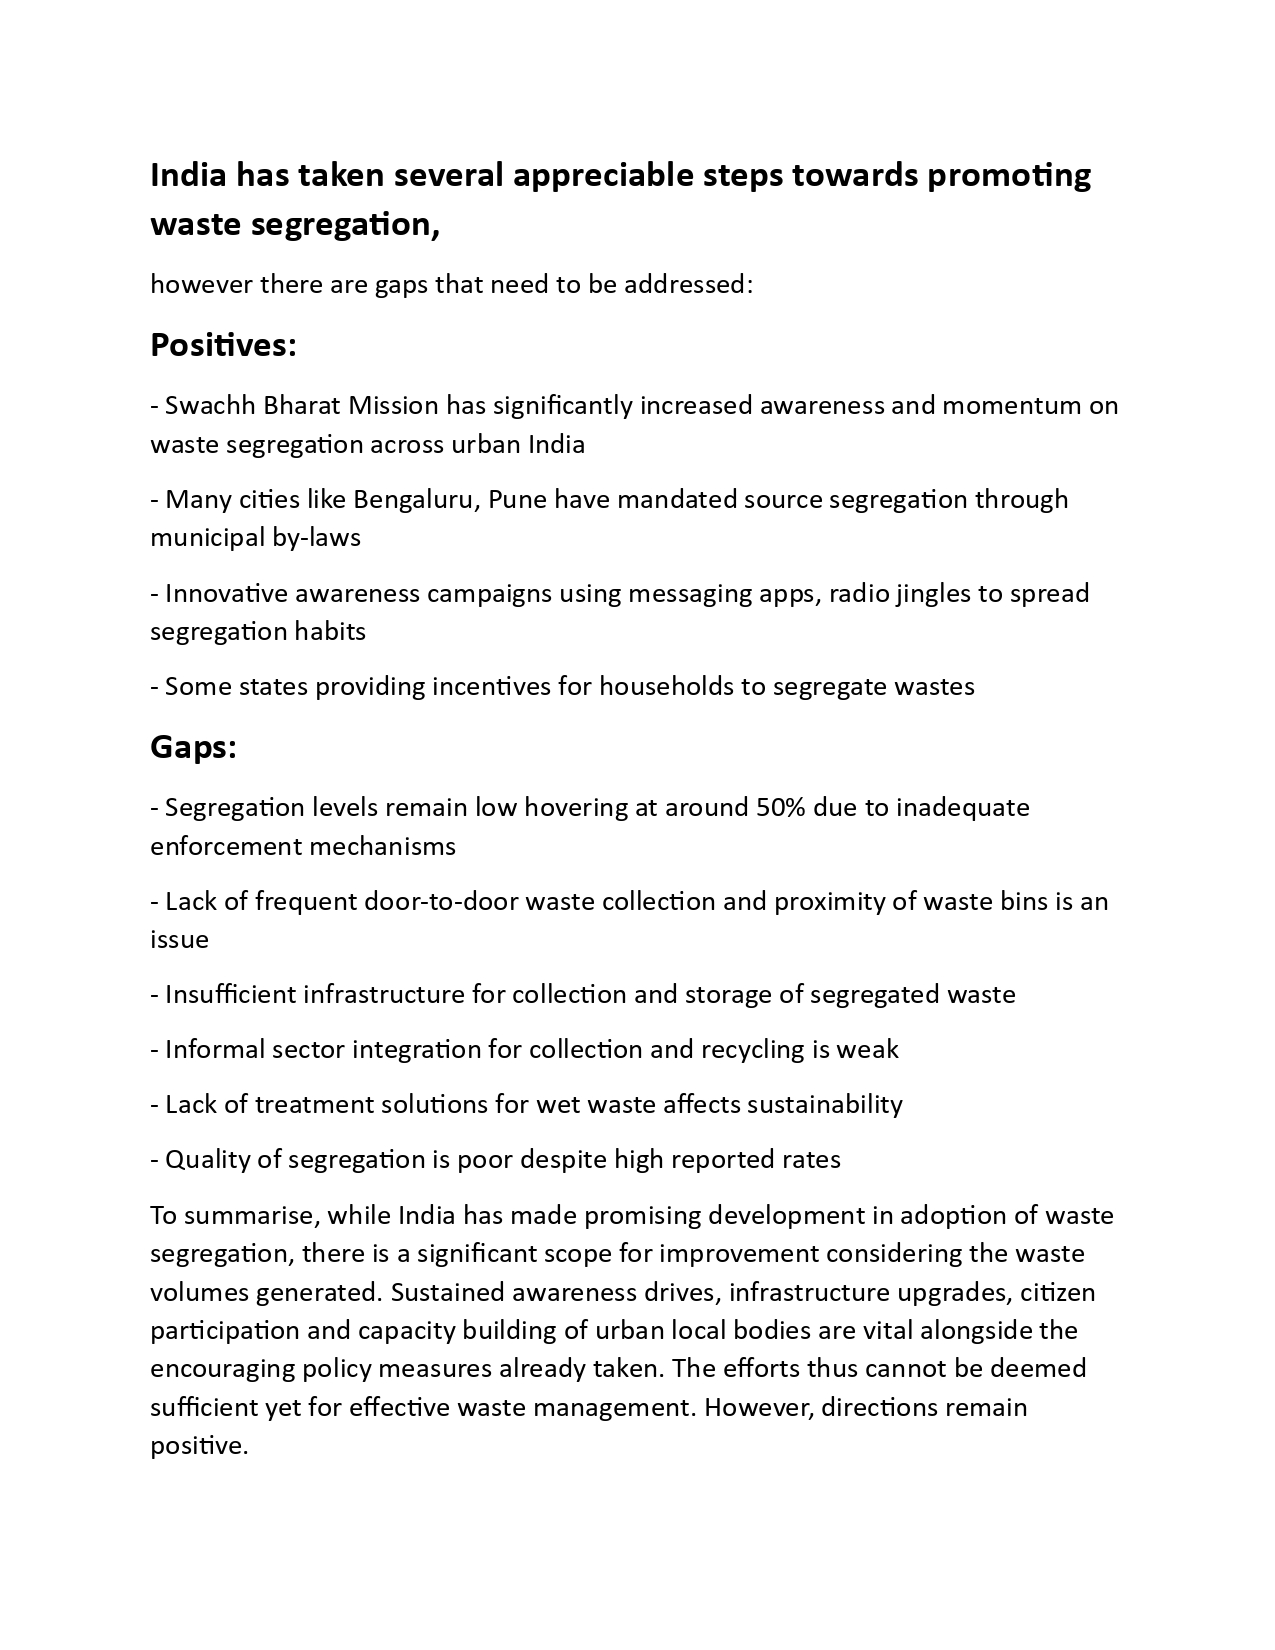 India has taken several appreciable steps towards promoting
waste segregation,
however there are gaps that need to be addressed:
Positives:
- Swachh Bharat Mission has significantly increased awareness and momentum on
waste segregation across urban India
- Many cities like Bengaluru, Pune have mandated source segregation through
municipal by-laws
- Innovative awareness campaigns using messaging apps, radio jingles to spread
segregation habits
- Some states providing incentives for households to segregate wastes
Gaps:
- Segregation levels remain low hovering at around 50% due to inadequate
enforcement mechanisms
- Lack of frequent door-to-door waste collection and proximity of waste bins is an
issue
- Insufficient infrastructure for collection and storage of segregated waste
- Informal sector integration for collection and recycling is weak
- Lack of treatment solutions for wet waste affects sustainability
- Quality of segregation is poor despite high reported rates
To summarise, while India has made promising development in adoption of waste
segregation, there is a significant scope for improvement considering the waste
volumes generated. Sustained awareness drives, infrastructure upgrades, citizen
participation and capacity building of urban local bodies are vital alongside the
encouraging policy measures already taken. The efforts thus cannot be deemed
sufficient yet for effective waste management. However, directions remain
positive.